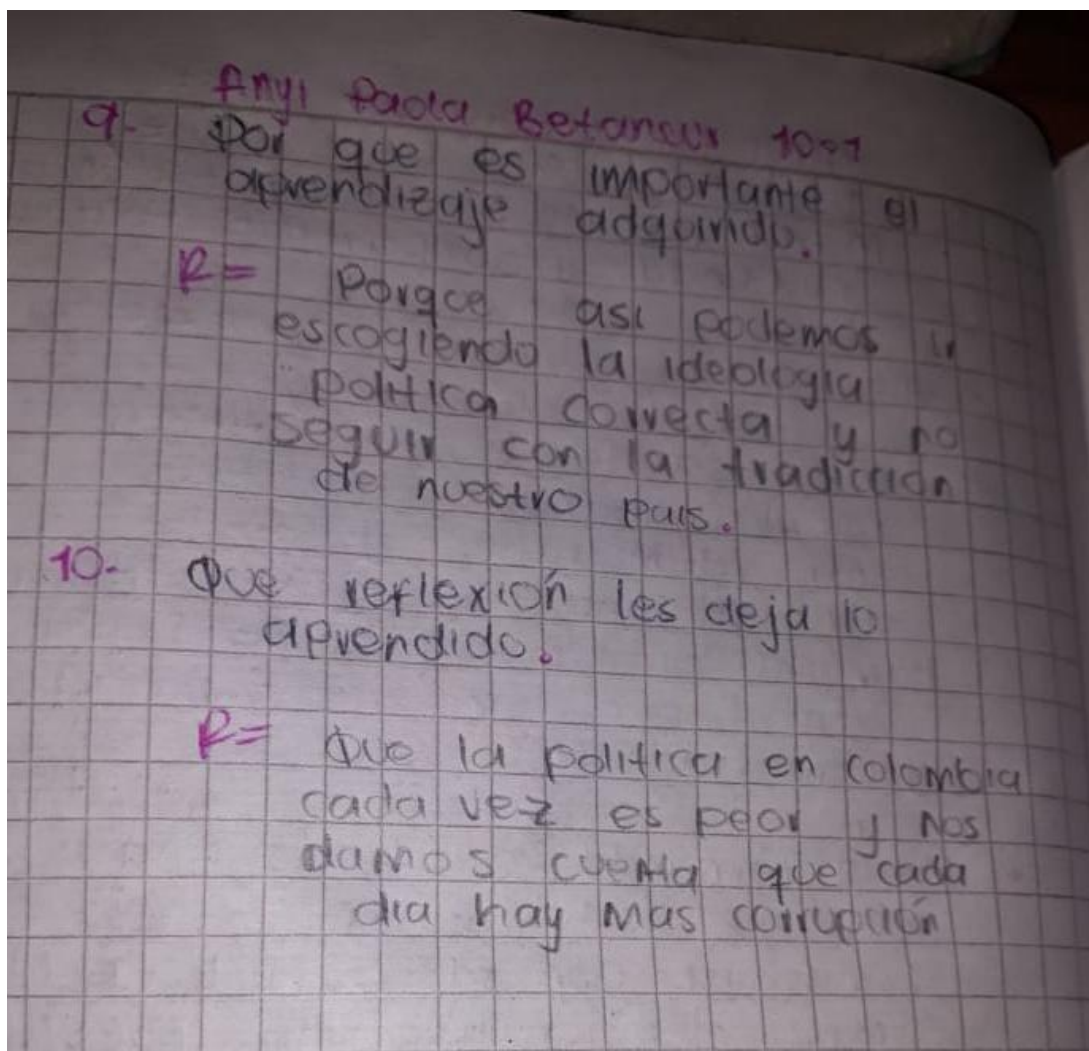 Anyi Paola Betancur 10-1
9- Por que es importante el
aprendizaje adquirido.
R= Porque asi podemos ir
escogiendo la ideologia
politica correcta y no
seguir con la tradicción
de nuestro pais.
10- Que reflexión les deja lo
aprendido.
R= Que la politica en colombia
cada vez es peor y Nos
damos cuenta que cada
dia hay mas corrupción